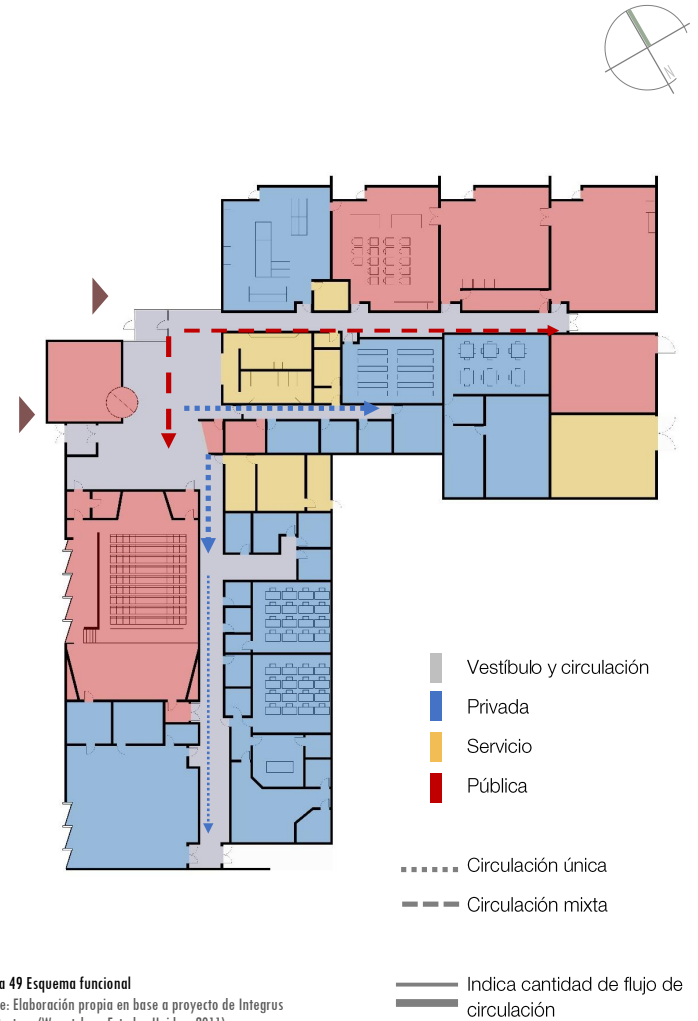 N
Vestíbulo y circulación
Privada
Servicio
Pública
Circulación única
Circulación mixta
Indica cantidad de flujo de
circulación
a 49 Esquema funcional
e: Elaboración propia en base a proyecto de Integrus